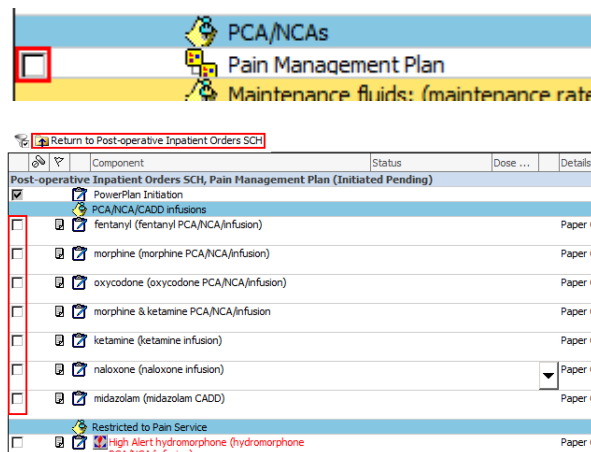 PCA/NCAs
Pain Management Plan
Maintenance fluids: (maintenance rate
Return to Post-operative Inpatient Orders SCH
Component Status Dose ... Details
Post-operative Inpatient Orders SCH, Pain Management Plan (Initiated Pending)
PowerPlan Initiation
PCA/NCA/CADD infusions
fentanyl (fentanyl PCA/NCA/infusion) Paper
morphine (morphine PCA/NCA/infusion) Paper
oxycodone (oxycodone PCA/NCA/infusion) Paper
morphine & ketamine PCA/NCA/infusion Paper
ketamine (ketamine infusion) Paper
naloxone (naloxone infusion) Paper
midazolam (midazolam CADD) Paper
Restricted to Pain Service
High Alert hydromorphone (hydromorphone Paper
PCA/NCA/infusion)